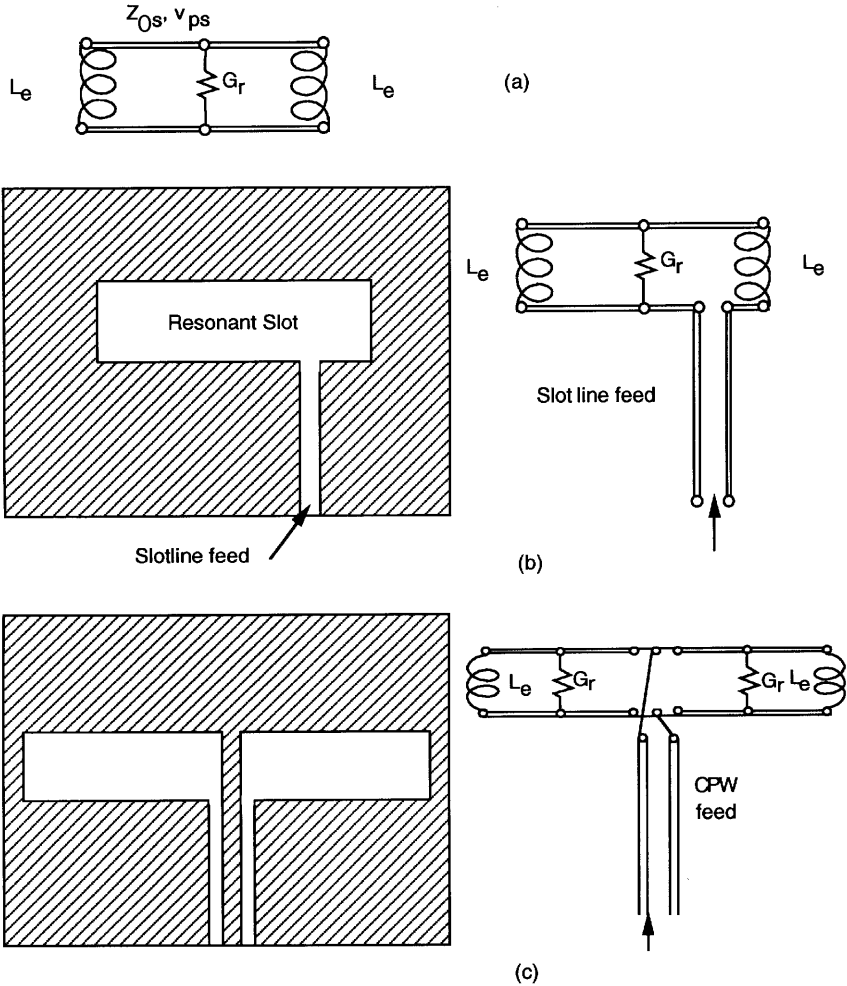 Z0s, vps
Le
Gr
Le
(a)
Resonant Slot
Slotline feed
Le
Gr
Le
Slot line feed
(b)
Le
Gr
Gr
Le
CPW
feed
(c)